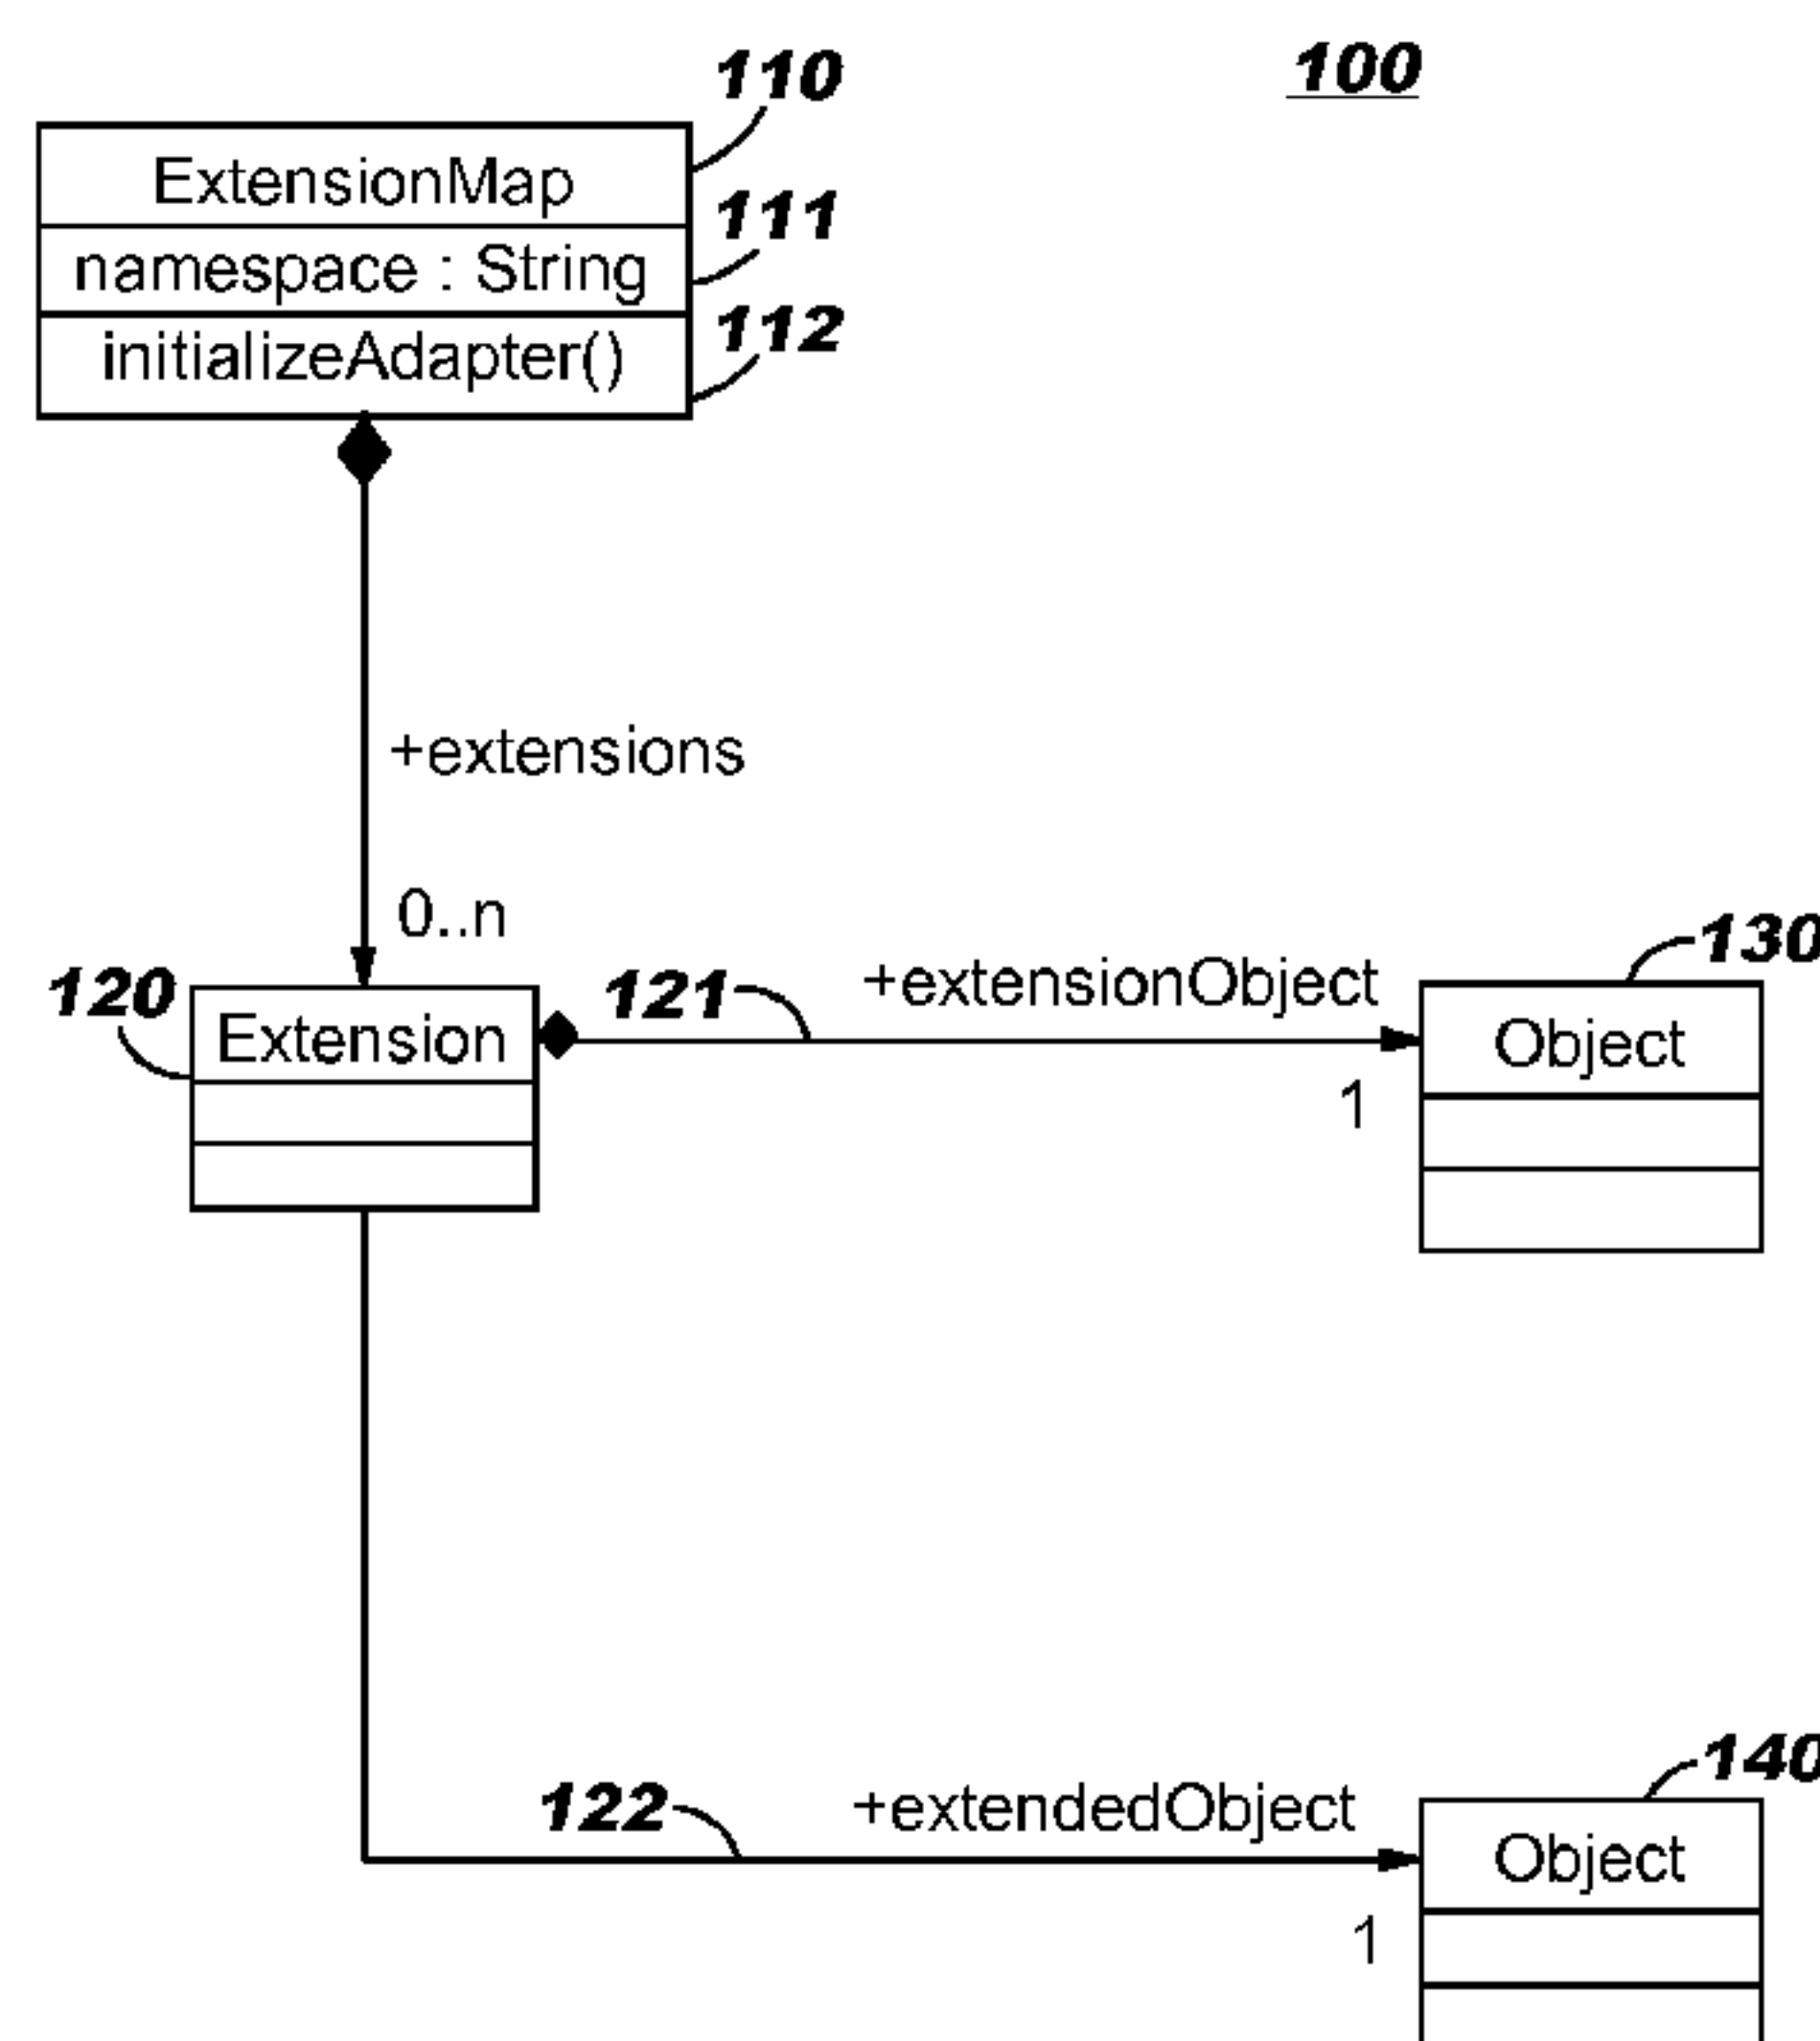 110
100
ExtensionMap
111
namespace : String
112
initializeAdapter()
+extensions
0..n
120
Extension
121
+extensionObject
1
130
Object
122
+extendedObject
1
140
Object